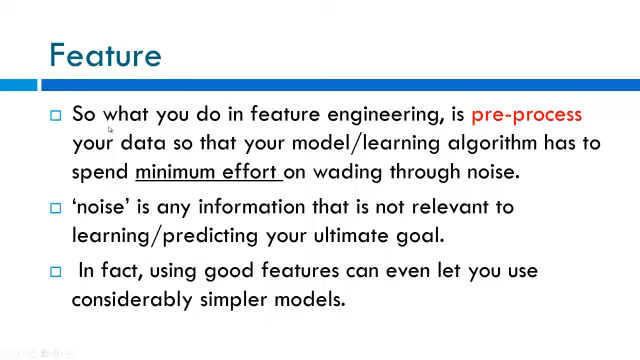 Feature
So what you do in feature engineering, is pre-process
your data so that your model/learning algorithm has to
spend minimum effort on wading through noise.
‘noise’ is any information that is not relevant to
learning/predicting your ultimate goal.
In fact, using good features can even let you use
considerably simpler models.